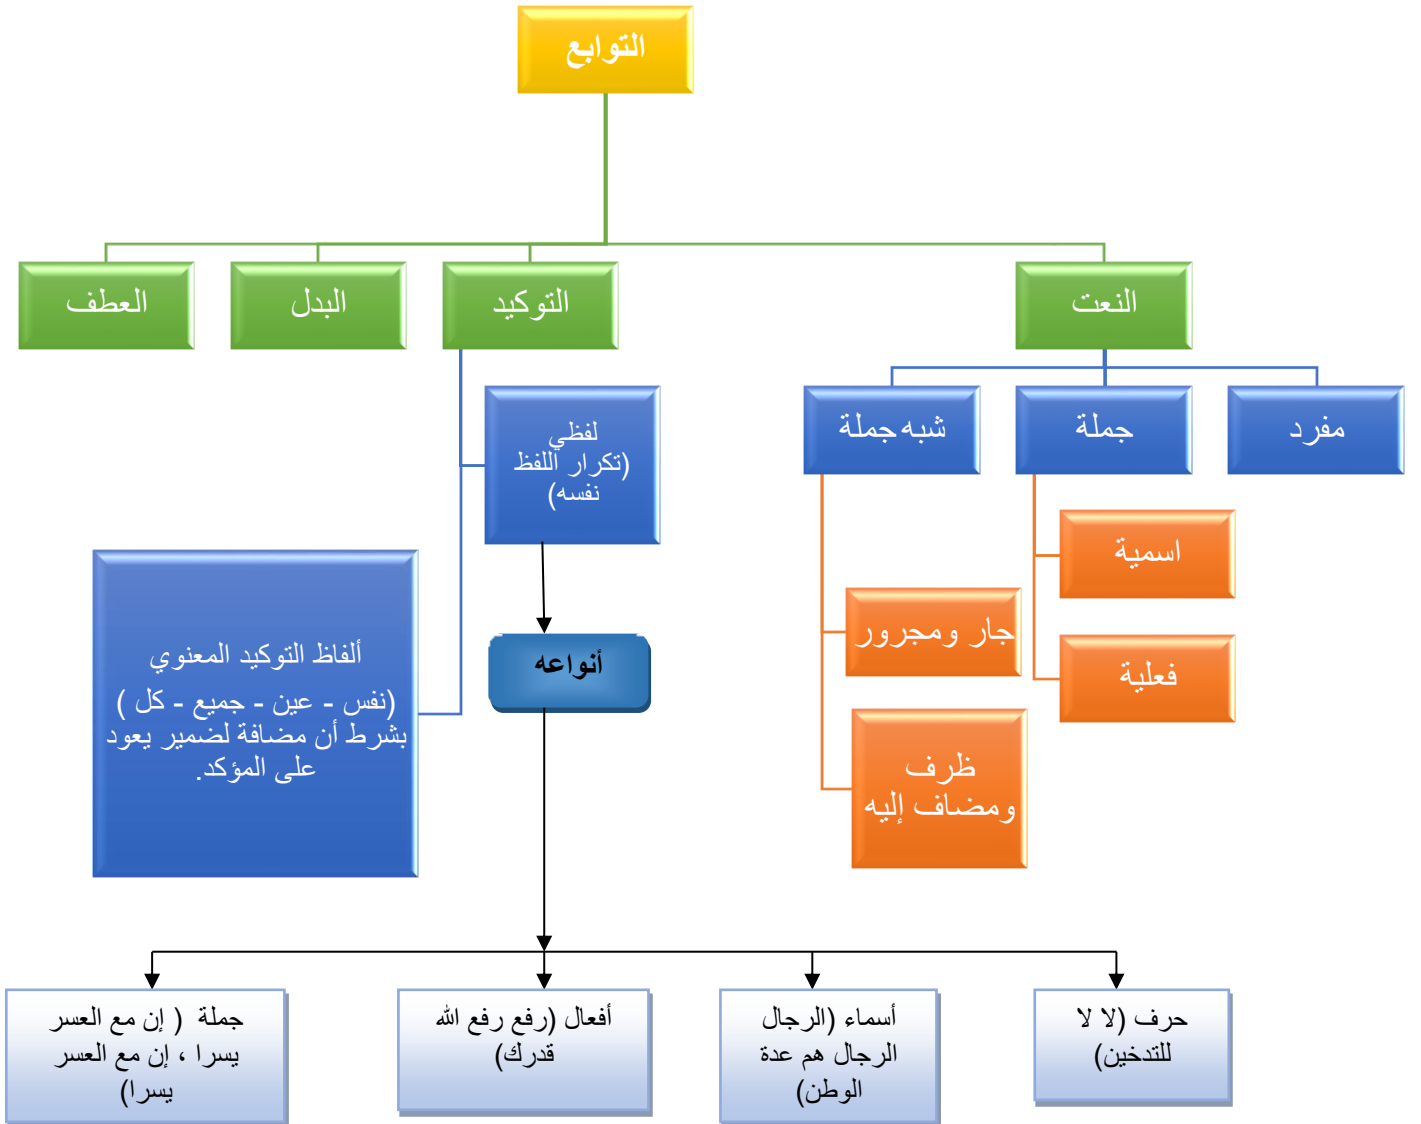 التوابع
النعت
التوكيد
البدل
العطف
مفرد
جملة
شبه جملة
اسمية
فعلية
جار ومجرور
ظرف
ومضاف إليه
لفظي
(تكرار اللفظ
نفسه)
ألفاظ التوكيد المعنوي
(نفس - عين - جميع - كل )
بشرط أن مضافة لضمير يعود
على المؤكد.
أنواعه
حرف (لا لا
للتدخين)
أسماء (الرجال
الرجال هم عدة
الوطن)
أفعال (رفع رفع الله
قدرك)
جملة ( إن مع العسر
يسرا ، إن مع العسر
يسرا)